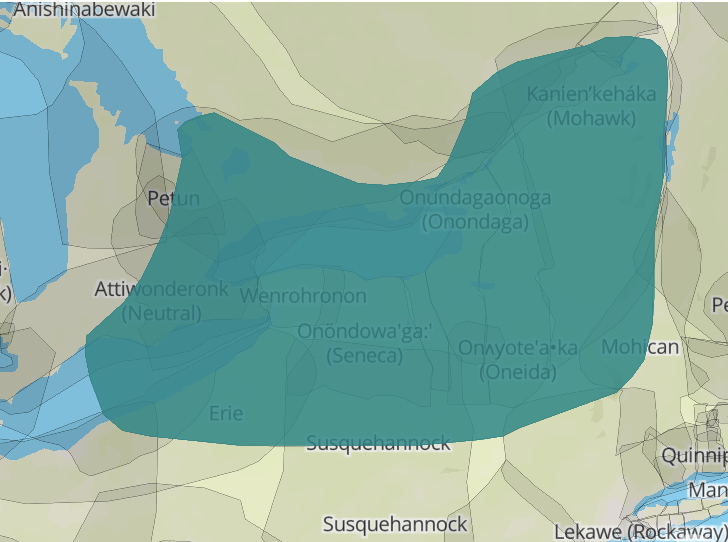 Anishinabewaki
Kanien'kehá:ka
(Mohawk)
Petun
Onundagaonoga
(Onondaga)
Attiwonderonk
(Neutral)
Wenrohronon
Onöndowa'ga:'
(Seneca)
Onʌyote'a•ka
(Oneida)
Mohican
Erie
Susquehannock
Quinnip
Man
Susquehannock
Lekawe (Rockaway)